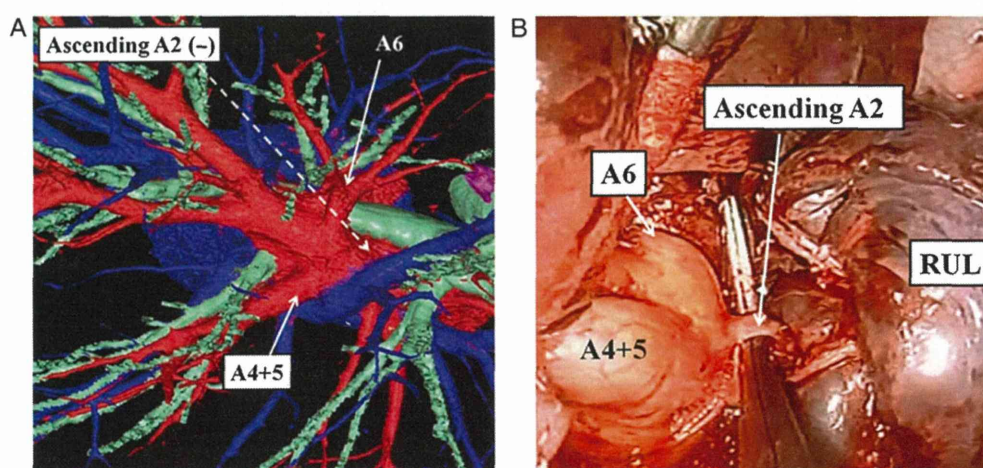 A
Ascending A2 (-)
A6
A4+5
B
Ascending A2
A6
RUL
A4+5